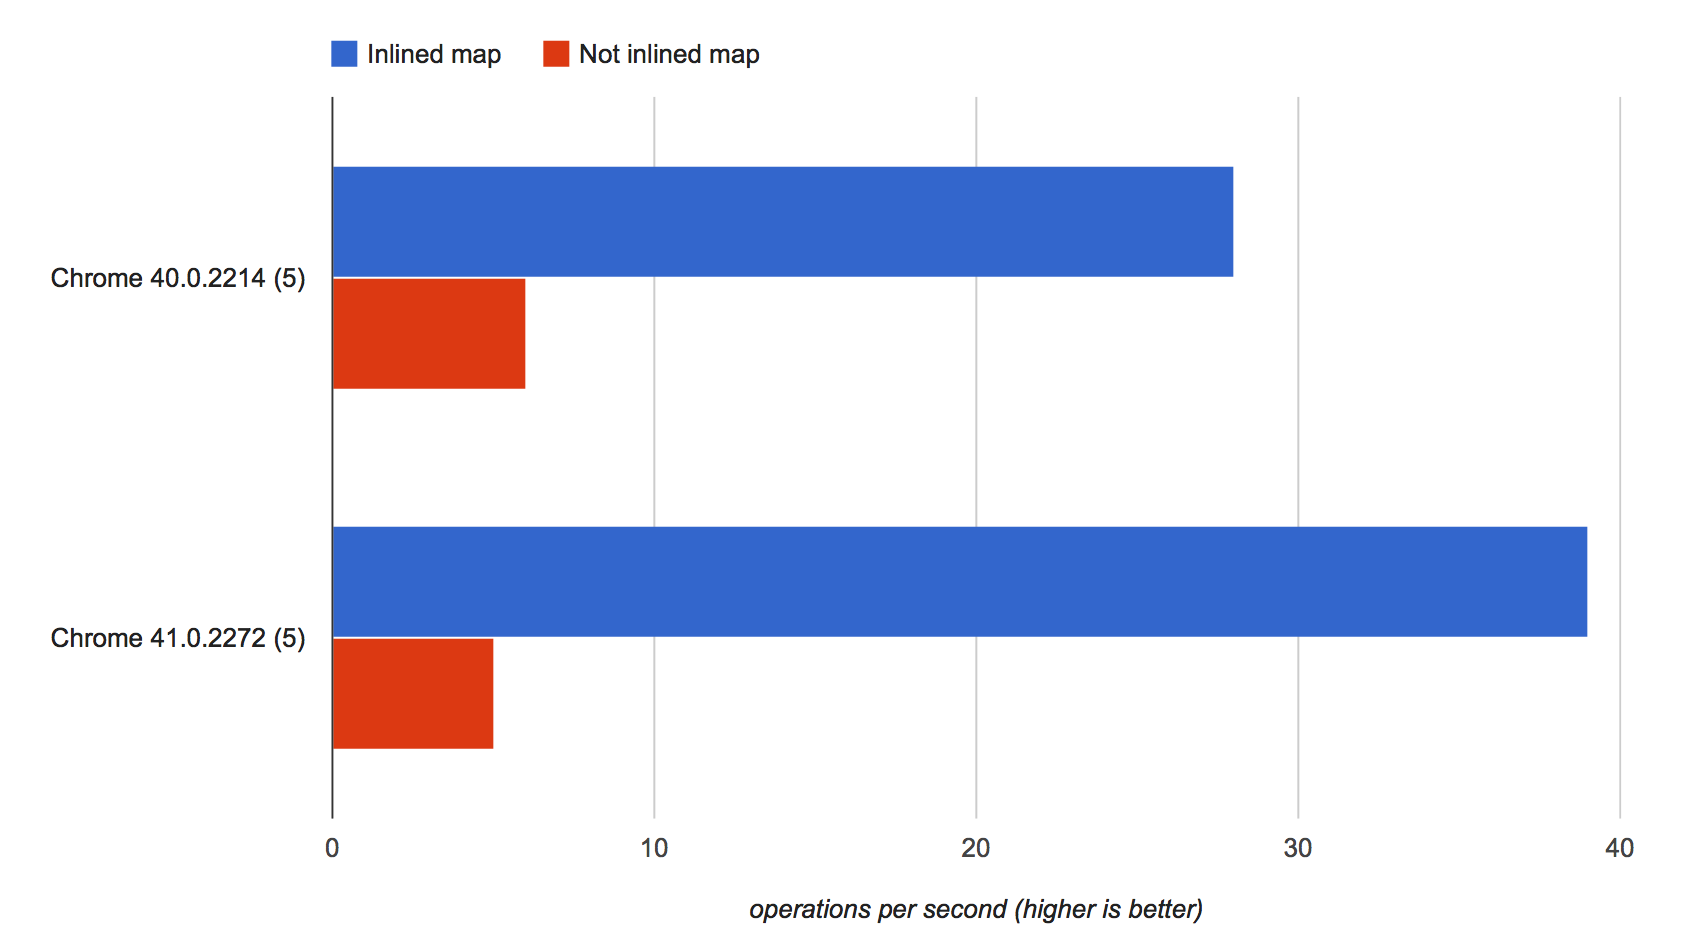 Inlined map Not inlined map
Chrome 40.0.2214 (5)
Chrome 41.0.2272 (5)
0 10 20 30 40
operations per second (higher is better)